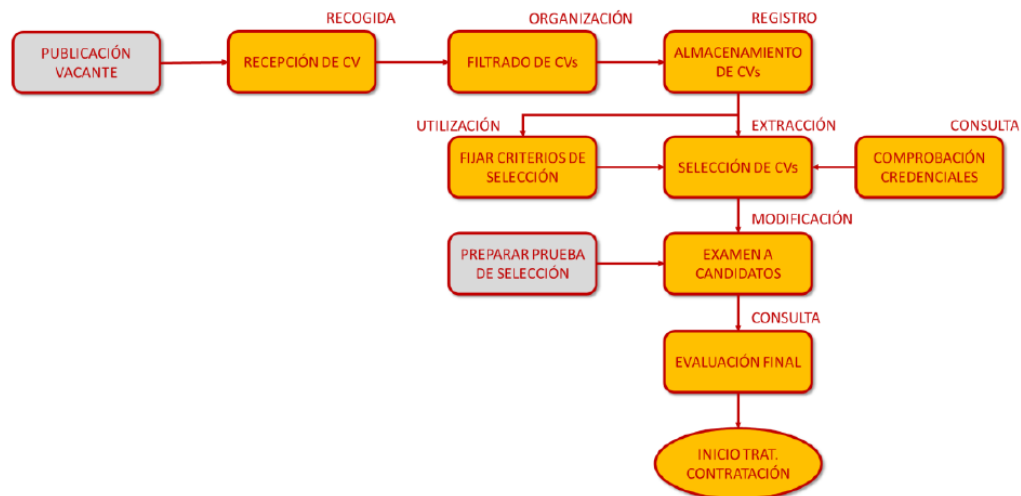 RECOGIDA
ORGANIZACIÓN
REGISTRO
PUBLICACIÓN
VACANTE
RECEPCIÓN DE CV
FILTRADO DE CVs
ALMACENAMIENTO
DE CVs
UTILIZACIÓN
EXTRACCIÓN
CONSULTA
FIJAR CRITERIOS DE
SELECCIÓN
SELECCIÓN DE CVs
COMPROBACIÓN
CREDENCIALES
MODIFICACIÓN
PREPARAR PRUEBA
DE SELECCIÓN
EXAMEN A
CANDIDATOS
CONSULTA
EVALUACIÓN FINAL
INICIO TRAT.
CONTRATACIÓN